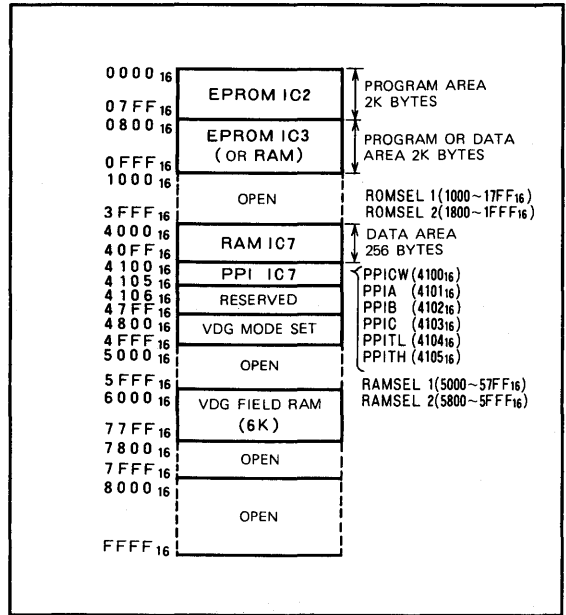 0000₁₆
EPROM IC2
PROGRAM AREA
2K BYTES
07FF₁₆
0800₁₆
EPROM IC3
(OR RAM)
PROGRAM OR DATA
AREA 2K BYTES
0FFF₁₆
1000₁₆
OPEN
ROMSEL 1(1000~17FF₁₆)
ROMSEL 2(1800~1FFF₁₆)
3FFF₁₆
4000₁₆
RAM IC7
DATA AREA
256 BYTES
40FF₁₆
4100₁₆
PPI IC7
4105₁₆
4106₁₆
RESERVED
47FF₁₆
4800₁₆
VDG MODE SET
4FFF₁₆
PPICW(4100₁₆)
PPIA (4101₁₆)
PPIB (4102₁₆)
PPIC (4103₁₆)
PPITL (4104₁₆)
PPITH (4105₁₆)
5000₁₆
OPEN
5FFF₁₆
RAMSEL 1(5000~57FF₁₆)
RAMSEL 2(5800~5FFF₁₆)
6000₁₆
VDG FIELD RAM
(6K)
77FF₁₆
7800₁₆
OPEN
7FFF₁₆
8000₁₆
OPEN
FFFF₁₆